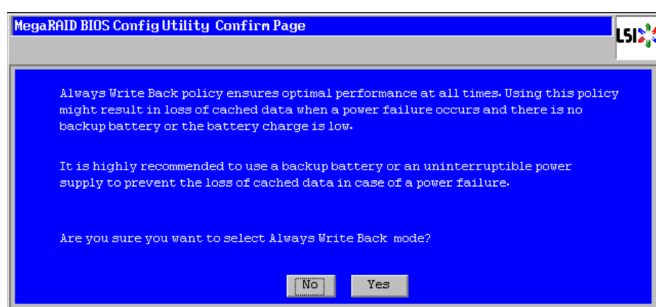 MegaRAID BIOS Config Utility Confirm Page
LSI
Always Write Back policy ensures optimal performance at all times. Using this policy
might result in loss of cached data when a power failure occurs and there is no
backup battery or the battery charge is low.
It is highly recommended to use a backup battery or an uninterruptible power
supply to prevent the loss of cached data in case of a power failure.
Are you sure you want to select Always Write Back mode?
No Yes